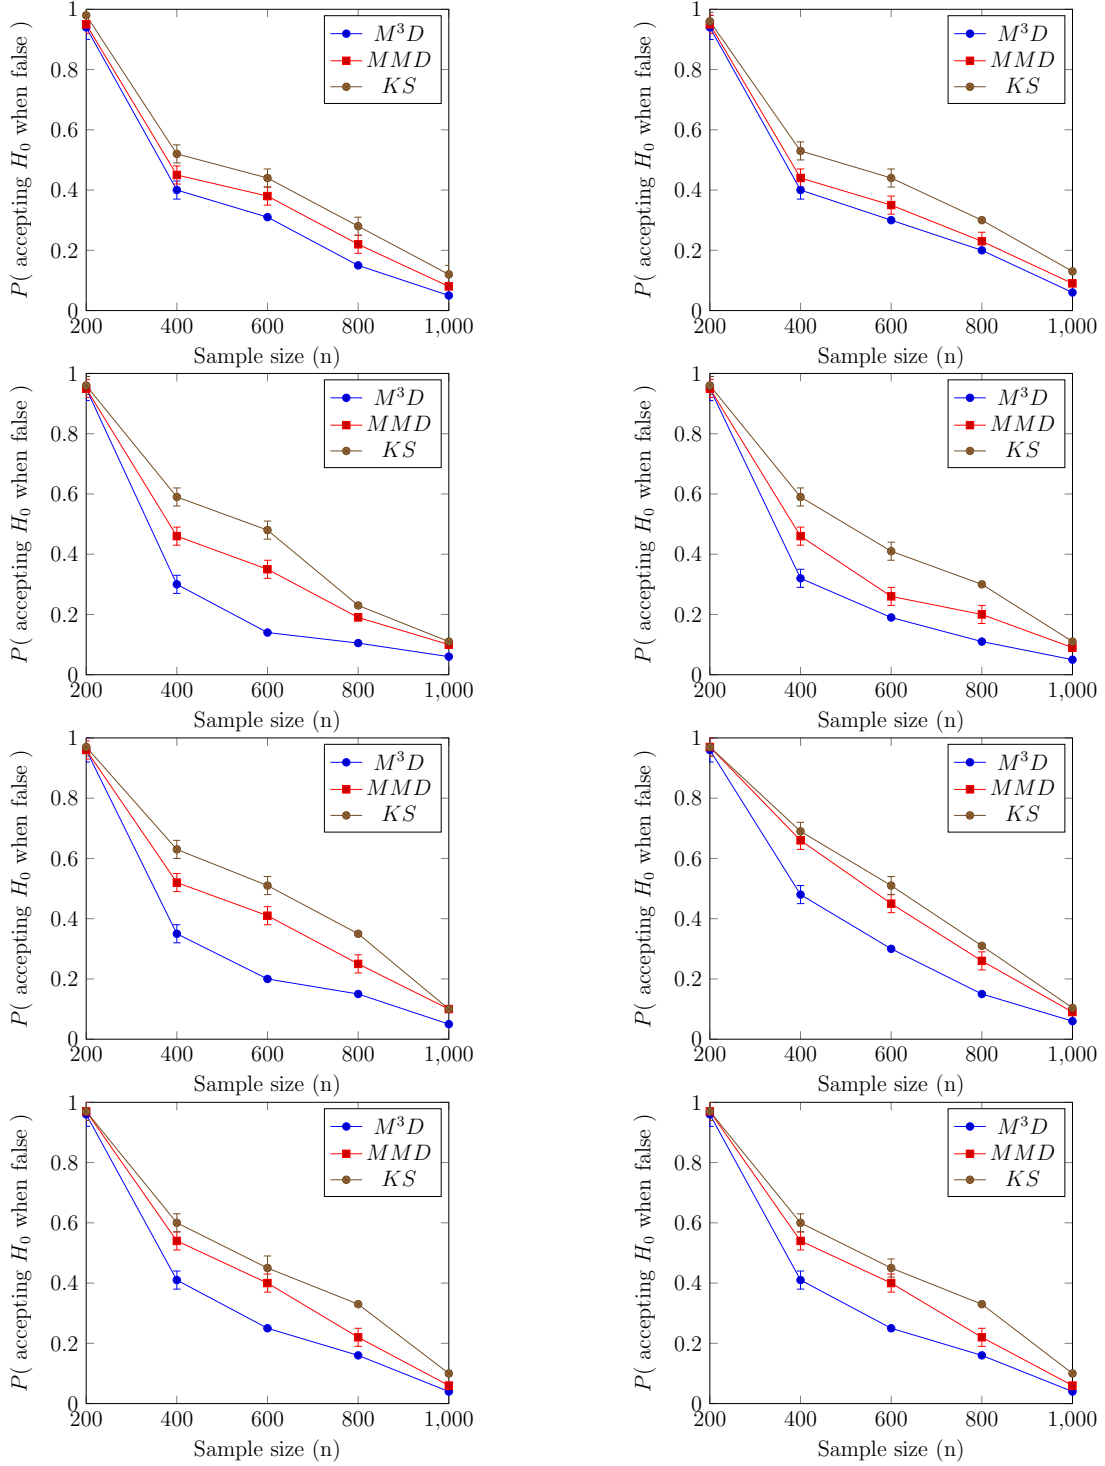 1
0.8
0.6
0.4
0.2
0
200 400 600 800 1,000
Sample size (n)
P( accepting H₀ when false )
M³D
MMD
KS
1
0.8
0.6
0.4
0.2
0
200 400 600 800 1,000
Sample size (n)
P( accepting H₀ when false )
M³D
MMD
KS
1
0.8
0.6
0.4
0.2
0
200 400 600 800 1,000
Sample size (n)
P( accepting H₀ when false )
M³D
MMD
KS
1
0.8
0.6
0.4
0.2
0
200 400 600 800 1,000
Sample size (n)
P( accepting H₀ when false )
M³D
MMD
KS
1
0.8
0.6
0.4
0.2
0
200 400 600 800 1,000
Sample size (n)
P( accepting H₀ when false )
M³D
MMD
KS
1
0.8
0.6
0.4
0.2
0
200 400 600 800 1,000
Sample size (n)
P( accepting H₀ when false )
M³D
MMD
KS
1
0.8
0.6
0.4
0.2
0
200 400 600 800 1,000
Sample size (n)
P( accepting H₀ when false )
M³D
MMD
KS
1
0.8
0.6
0.4
0.2
0
200 400 600 800 1,000
Sample size (n)
P( accepting H₀ when false )
M³D
MMD
KS